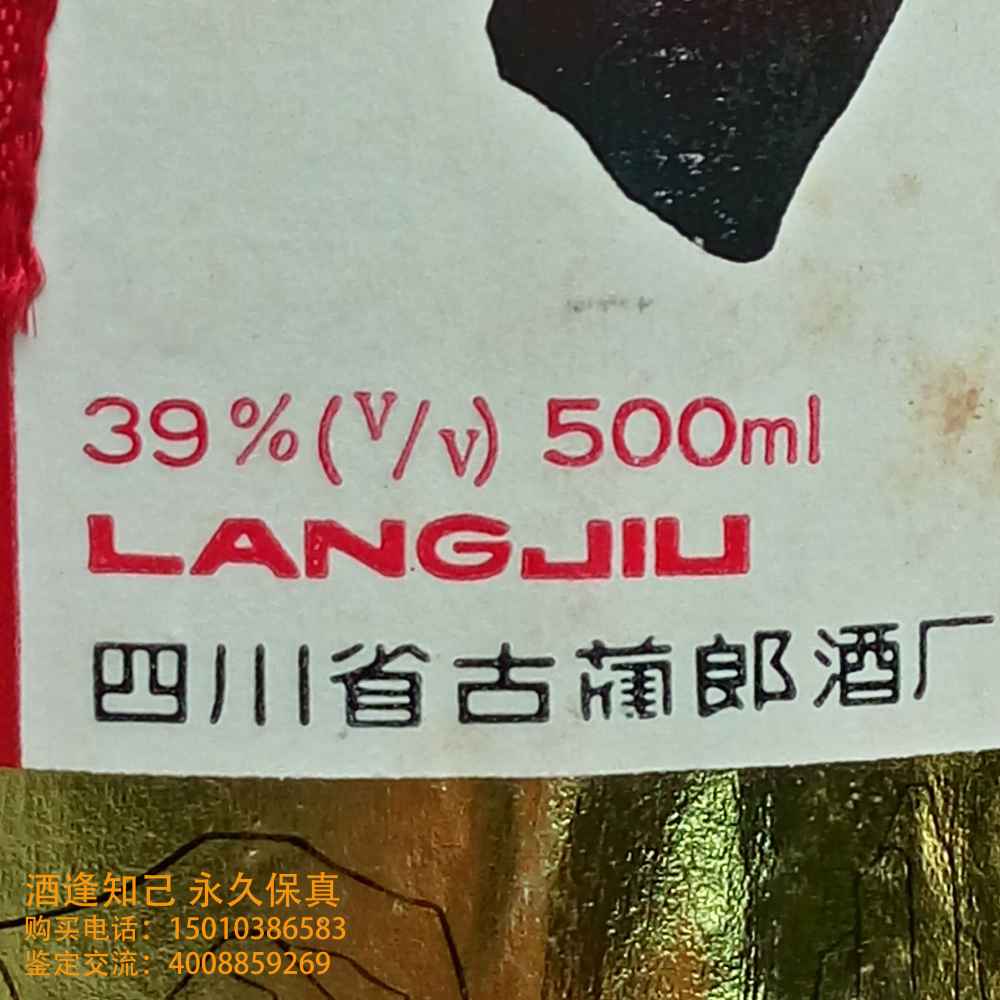 39%(V/V) 500ml
LANGJIU
四川省古蔺郎酒厂
酒逢知己 永久保真
购买电话：15010386583
鉴定交流：4008859269